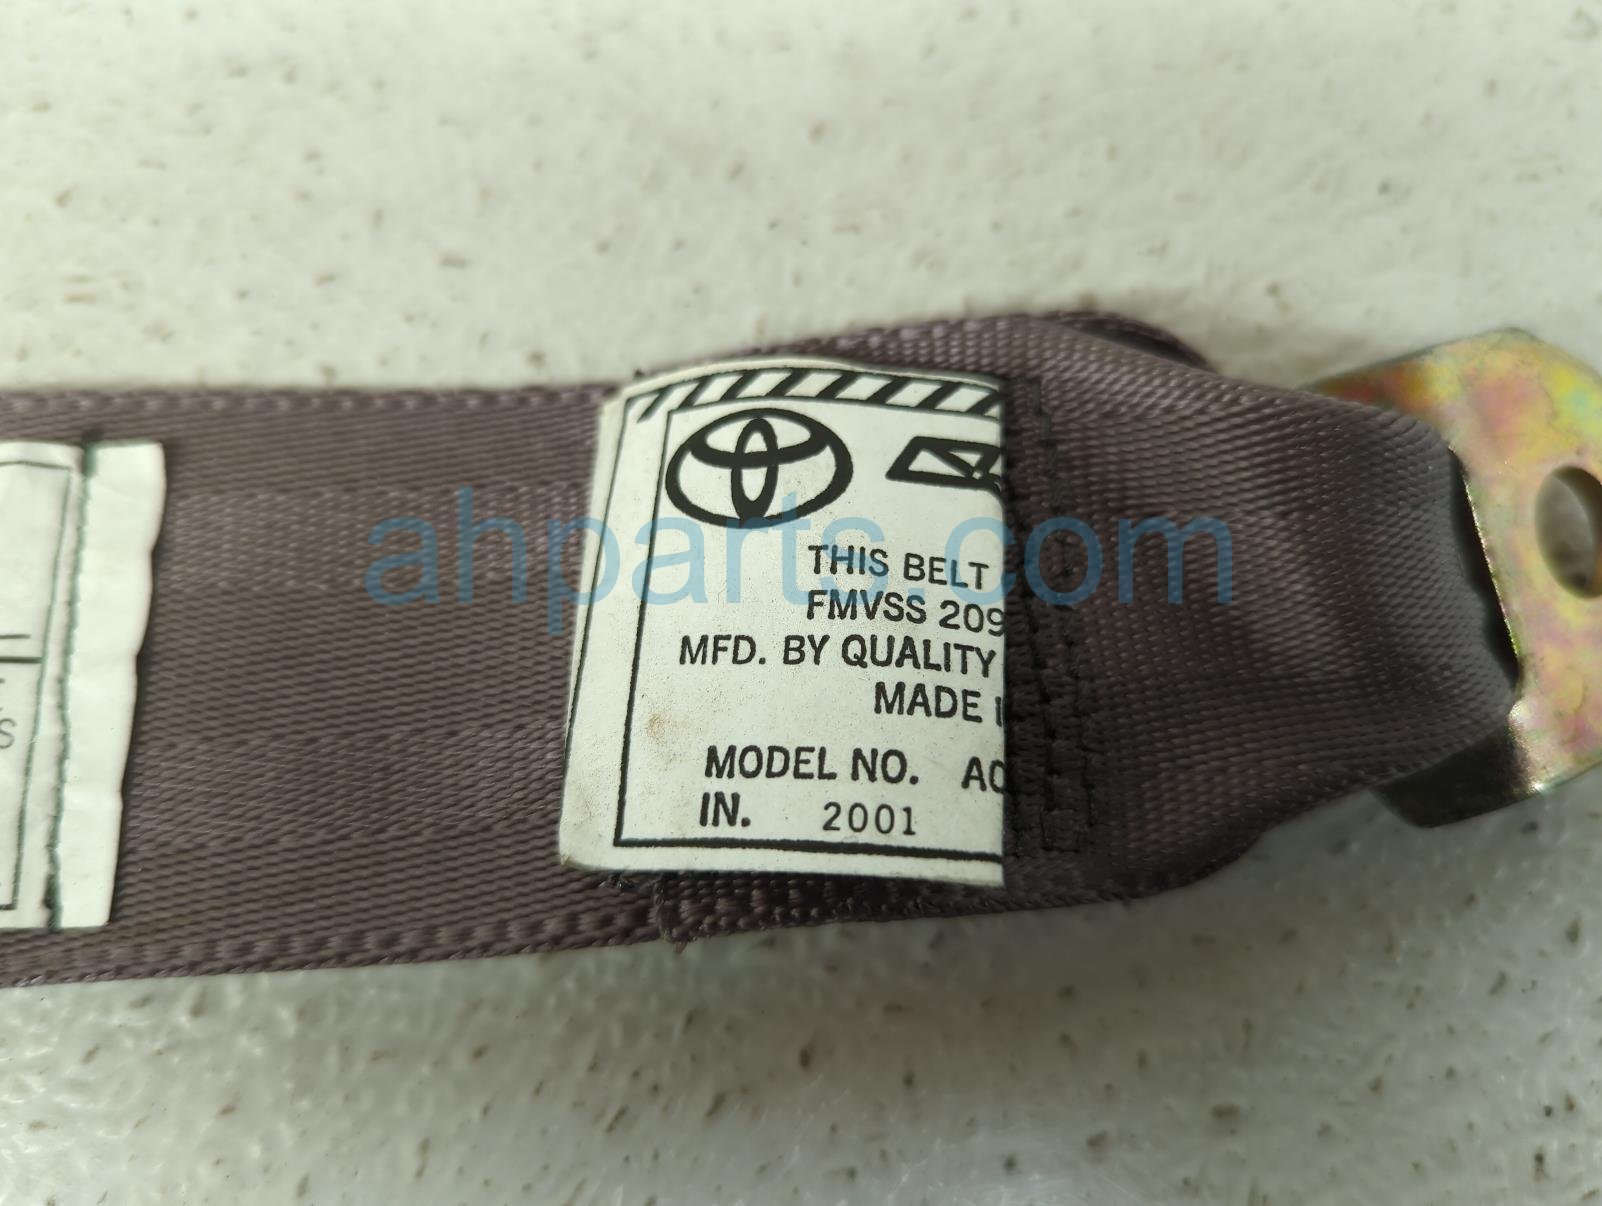 THIS BELT
FMVSS 209
MFD. BY QUALITY
MADE
MODEL NO.
IN. 2001
ahparts.com